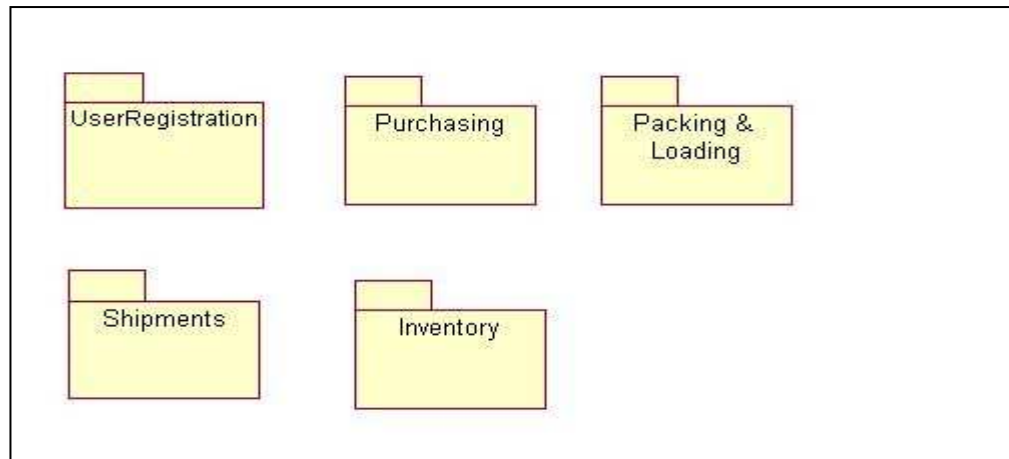 UserRegistration
Purchasing
Packing &
Loading
Shipments
Inventory